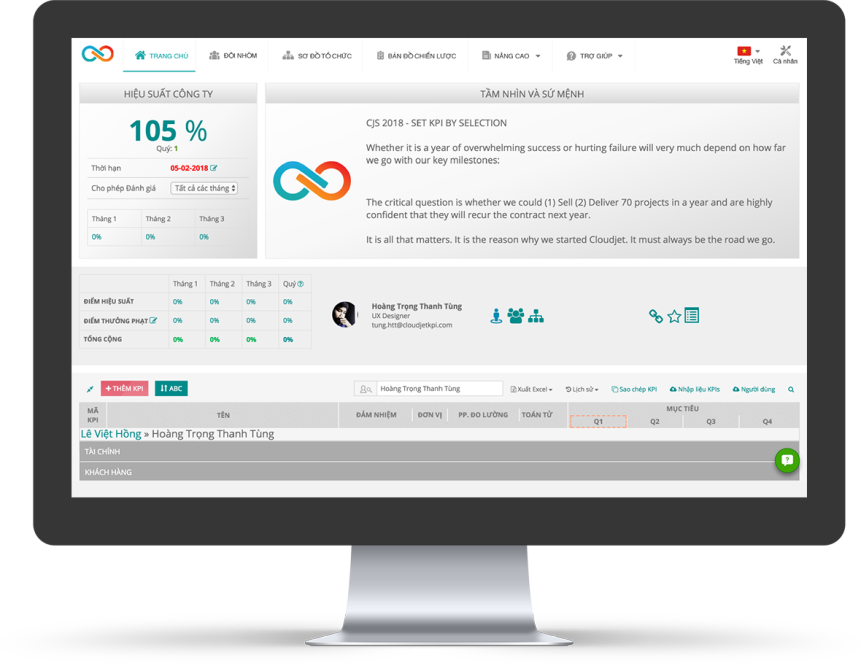 TRANG CHỦ
ĐỘI NHÓM
SƠ ĐỒ TỔ CHỨC
BẢN ĐỒ CHIẾN LƯỢC
NÂNG CAO
TRỢ GIÚP
Tiếng Việt
Cá nhân
HIỆU SUẤT CÔNG TY
105 %
Quý: 1
Thời hạn 05-02-2018
Cho phép Đánh giá Tất cả các tháng
Tháng 1 Tháng 2 Tháng 3
0% 0% 0%
TẦM NHÌN VÀ SỨ MỆNH
CJS 2018 - SET KPI BY SELECTION
Whether it is a year of overwhelming success or hurting failure will very much depend on how far
we go with our key milestones:
The critical question is whether we could (1) Sell (2) Deliver 70 projects in a year and are highly
confident that they will recur the contract next year.
It is all that matters. It is the reason why we started Cloudjet. It must always be the road we go.
Tháng 1 Tháng 2 Tháng 3 Quý
ĐIỂM HIỆU SUẤT 0% 0% 0% 0%
ĐIỂM THƯỞNG PHẠT 0% 0% 0% 0%
TỔNG CỘNG 0% 0% 0% 0%
Hoàng Trọng Thanh Tùng
UX Designer
tung.htt@cloudjetkpi.com
+ THÊM KPI
ABC
Hoàng Trọng Thanh Tùng
Xuất Excel
Lịch sử
Sao chép KPI
Nhập liệu KPIs
Người dùng
MÃ
KPI
TÊN
ĐẢM NHIỆM
ĐƠN VỊ
PP. ĐO LƯỜNG
TOÁN TỬ
MỤC TIÊU
Q1 Q2 Q3 Q4
Lê Việt Hồng » Hoàng Trọng Thanh Tùng
TÀI CHÍNH
KHÁCH HÀNG